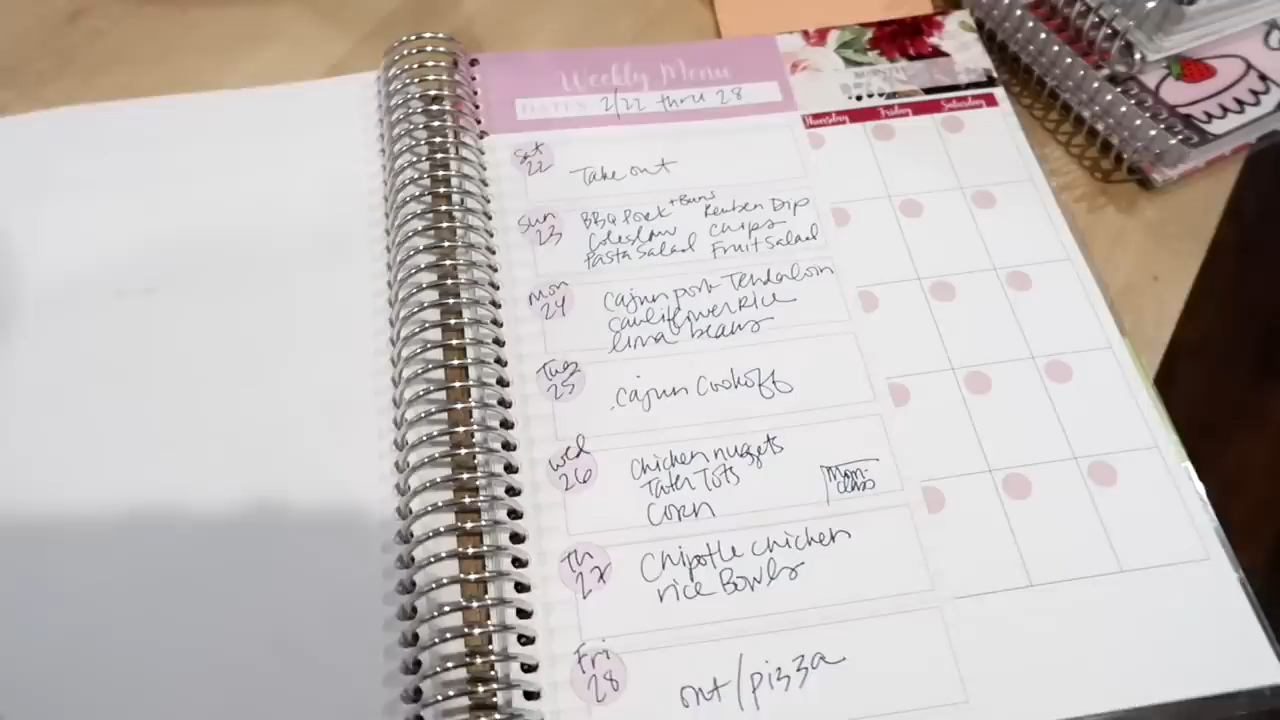 Weekly Menu
DATES 2/22 thru 28
Thursday Friday Saturday
Sat
22
Take out
Sun
23
BBQ Pork + Buns Reuben Dip
Coleslaw Chips
Pasta Salad Fruit Salad
Mon
24
Cajun pork Tenderloin
Cauliflower Rice
lima beans
Tues
25
Cajun Cookoff
Wed
26
Chicken nuggets
Tater Tots
Corn
Mom-
class
Th
27
Chipotle chicken
rice Bowls
Fri
28
out/pizza